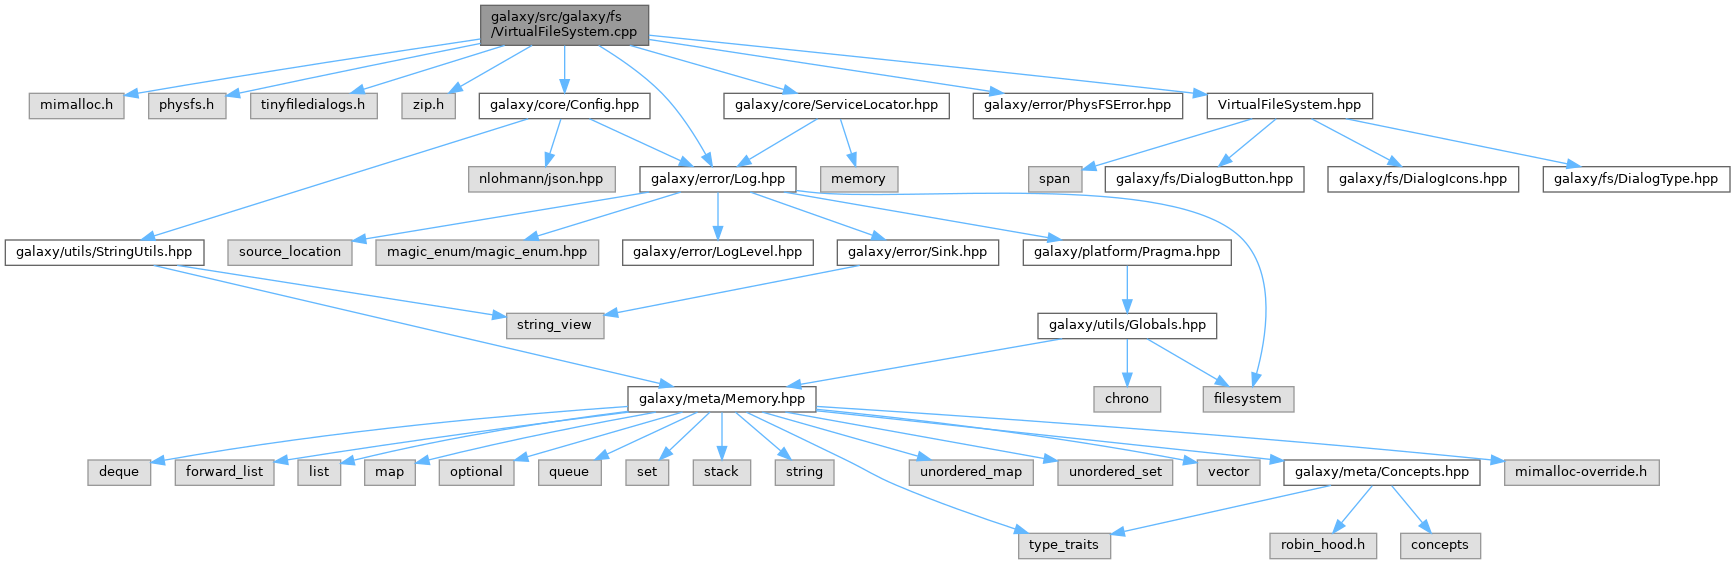 galaxy/src/galaxy/fs
/VirtualFileSystem.cpp
mimalloc.h
physfs.h
tinyfiledialogs.h
zip.h
galaxy/core/Config.hpp
galaxy/core/ServiceLocator.hpp
galaxy/error/PhysFSError.hpp
VirtualFileSystem.hpp
nlohmann/json.hpp
galaxy/error/Log.hpp
memory
span
galaxy/fs/DialogButton.hpp
galaxy/fs/DialogIcons.hpp
galaxy/fs/DialogType.hpp
galaxy/utils/StringUtils.hpp
source_location
magic_enum/magic_enum.hpp
galaxy/error/LogLevel.hpp
galaxy/error/Sink.hpp
galaxy/platform/Pragma.hpp
string_view
galaxy/utils/Globals.hpp
galaxy/meta/Memory.hpp
chrono
filesystem
deque
forward_list
list
map
optional
queue
set
stack
string
unordered_map
unordered_set
vector
galaxy/meta/Concepts.hpp
mimalloc-override.h
type_traits
robin_hood.h
concepts